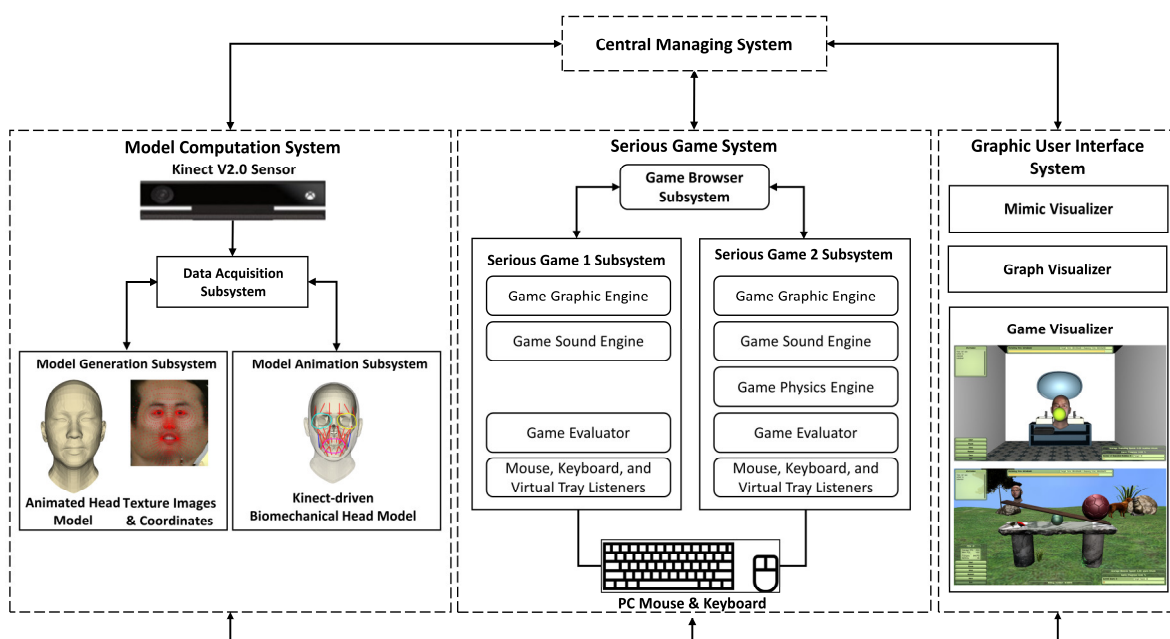 Central Managing System
Model Computation System
Kinect V2.0 Sensor
Data Acquisition
Subsystem
Model Generation Subsystem
Animated Head
Model
Texture Images
& Coordinates
Model Animation Subsystem
Kinect-driven
Biomechanical Head Model
Serious Game System
Game Browser
Subsystem
Serious Game 1 Subsystem
Game Graphic Engine
Game Sound Engine
Game Evaluator
Mouse, Keyboard, and
Virtual Tray Listeners
Serious Game 2 Subsystem
Game Graphic Engine
Game Sound Engine
Game Physics Engine
Game Evaluator
Mouse, Keyboard, and
Virtual Tray Listeners
PC Mouse & Keyboard
Graphic User Interface
System
Mimic Visualizer
Graph Visualizer
Game Visualizer